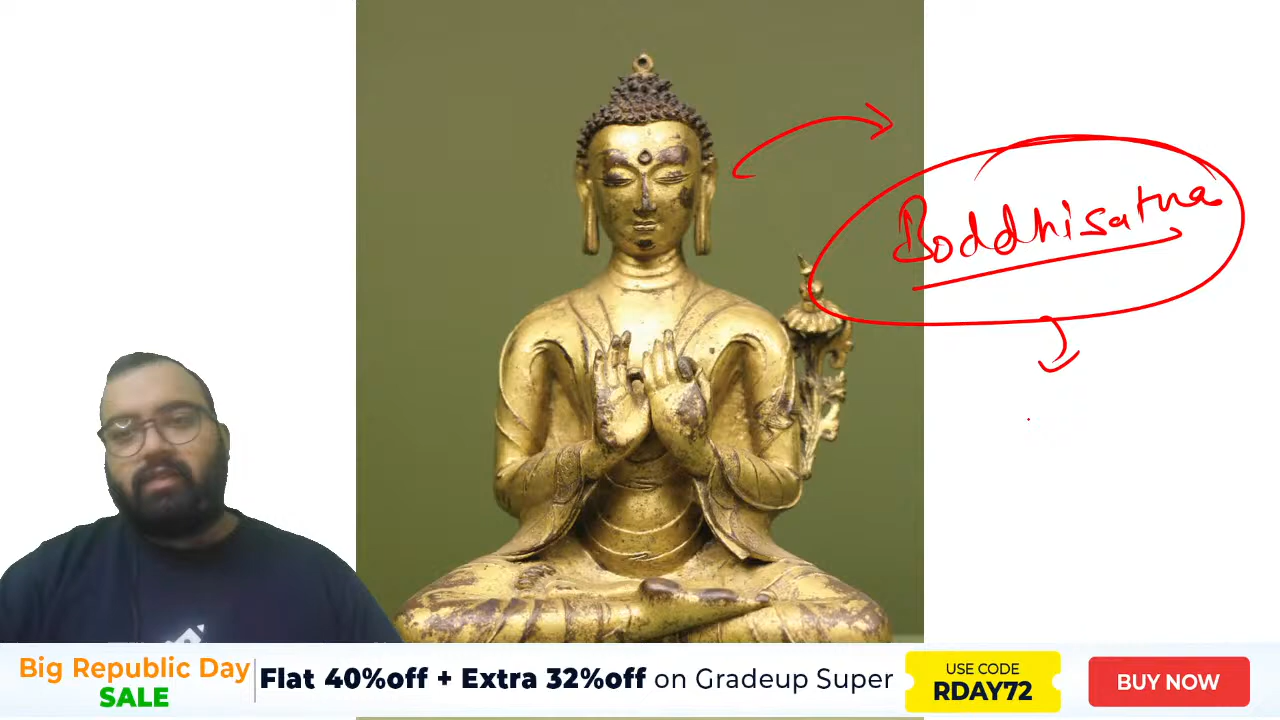 Boddhisatva
Big Republic Day
SALE
Flat 40%off + Extra 32%off on Gradeup Super
USE CODE
RDAY72
BUY NOW